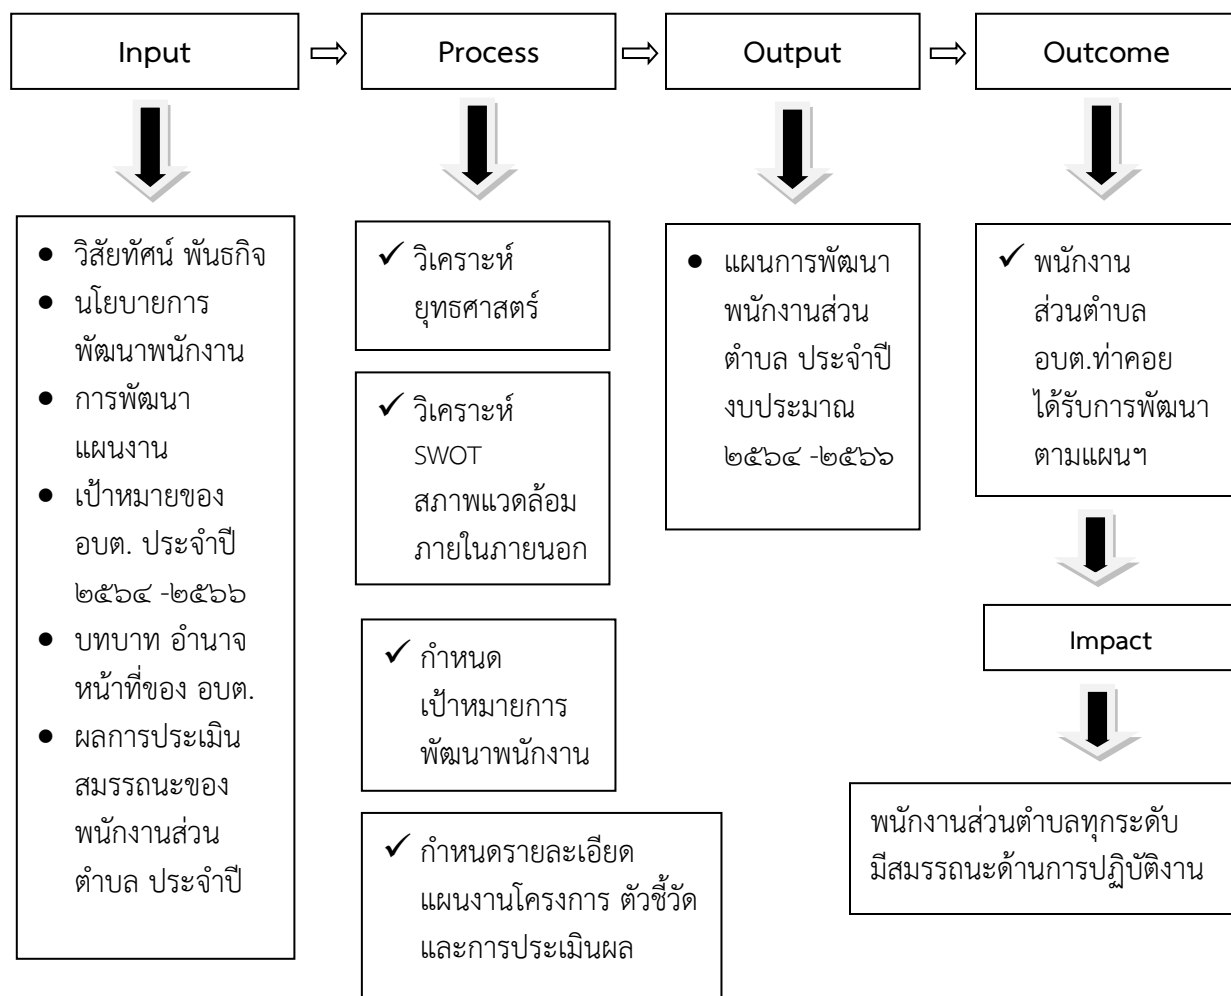 Input
Process
Output
Outcome
● วิสัยทัศน์ พันธกิจ
● นโยบายการ
พัฒนาพนักงาน
● การพัฒนา
แผนงาน
● เป้าหมายของ
อบต. ประจำปี
๒๕๖๔ -๒๕๖๖
● บทบาท อำนาจ
หน้าที่ของ อบต.
● ผลการประเมิน
สมรรถนะของ
พนักงานส่วน
ตำบล ประจำปี
✓ วิเคราะห์
ยุทธศาสตร์
✓ วิเคราะห์
SWOT
สภาพแวดล้อม
ภายในภายนอก
✓ กำหนด
เป้าหมายการ
พัฒนาพนักงาน
✓ กำหนดรายละเอียด
แผนงานโครงการ ตัวชี้วัด
และการประเมินผล
● แผนการพัฒนา
พนักงานส่วน
ตำบล ประจำปี
งบประมาณ
๒๕๖๔ -๒๕๖๖
✓ พนักงาน
ส่วนตำบล
อบต.ท่าคอย
ได้รับการพัฒนา
ตามแผนฯ
Impact
พนักงานส่วนตำบลทุกระดับ
มีสมรรถนะด้านการปฏิบัติงาน